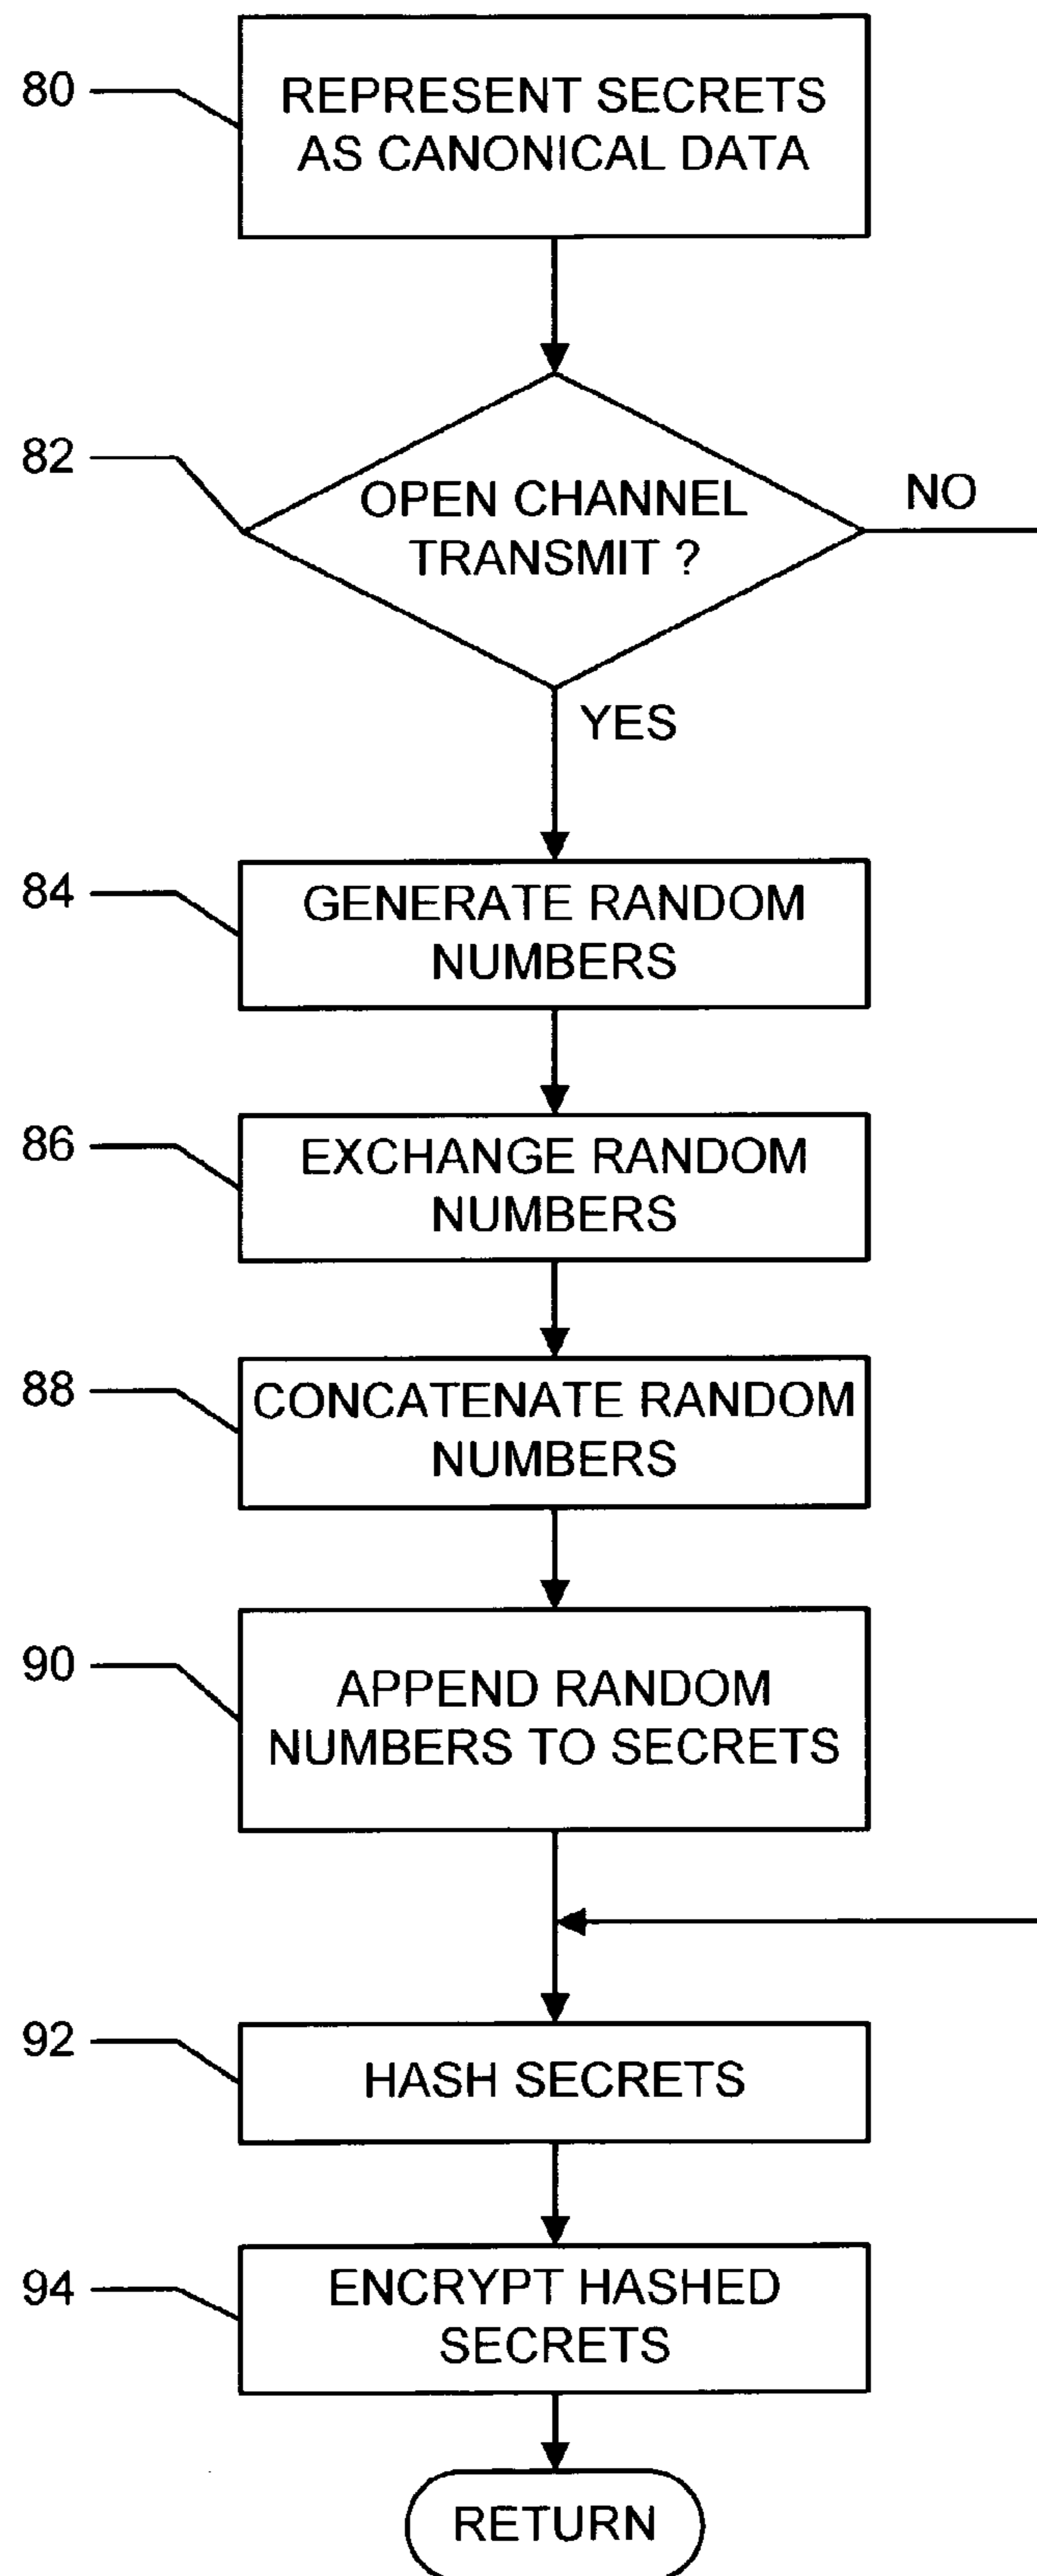 80
REPRESENT SECRETS
AS CANONICAL DATA
82
OPEN CHANNEL
TRANSMIT ?
NO
YES
84
GENERATE RANDOM
NUMBERS
86
EXCHANGE RANDOM
NUMBERS
88
CONCATENATE RANDOM
NUMBERS
90
APPEND RANDOM
NUMBERS TO SECRETS
92
HASH SECRETS
94
ENCRYPT HASHED
SECRETS
RETURN